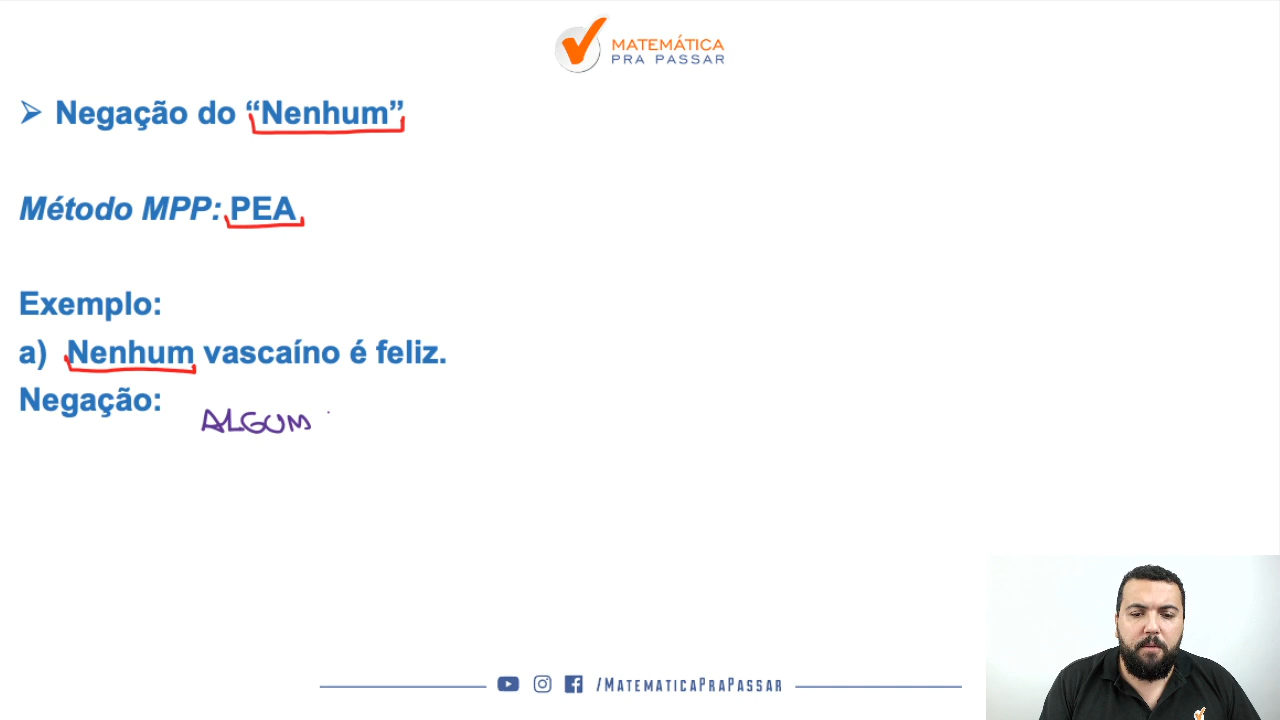 MATEMÁTICA
PRA PASSAR
➢ Negação do “Nenhum”
Método MPP: PEA
Exemplo:
a) Nenhum vascaíno é feliz.
Negação:
ALGUM
/MATEMATICAPRAPASSAR